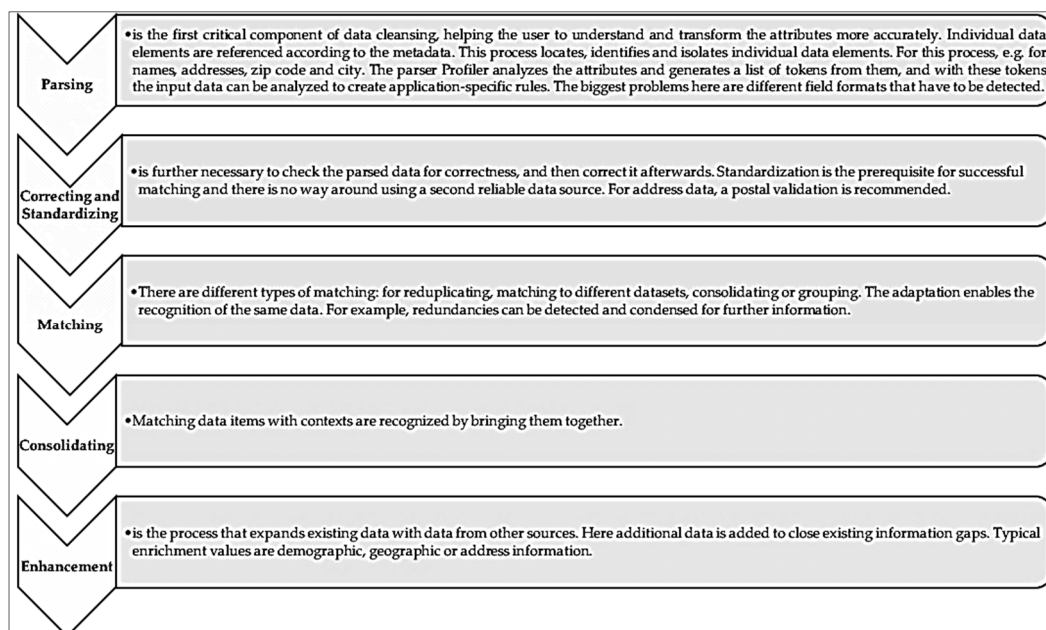 Parsing
•is the first critical component of data cleansing, helping the user to understand and transform the attributes more accurately. Individual data
elements are referenced according to the metadata. This process locates, identifies and isolates individual data elements. For this process, e.g. for
names, addresses, zip code and city. The parser Profiler analyzes the attributes and generates a list of tokens from them, and with these tokens
the input data can be analyzed to create application-specific rules. The biggest problems here are different field formats that have to be detected.
Correcting and
Standardizing
•is further necessary to check the parsed data for correctness, and then correct it afterwards. Standardization is the prerequisite for successful
matching and there is no way around using a second reliable data source. For address data, a postal validation is recommended.
Matching
•There are different types of matching: for reduplicating, matching to different datasets, consolidating or grouping. The adaptation enables the
recognition of the same data. For example, redundancies can be detected and condensed for further information.
Consolidating
•Matching data items with contexts are recognized by bringing them together.
Enhancement
•is the process that expands existing data with data from other sources. Here additional data is added to close existing information gaps. Typical
enrichment values are demographic, geographic or address information.